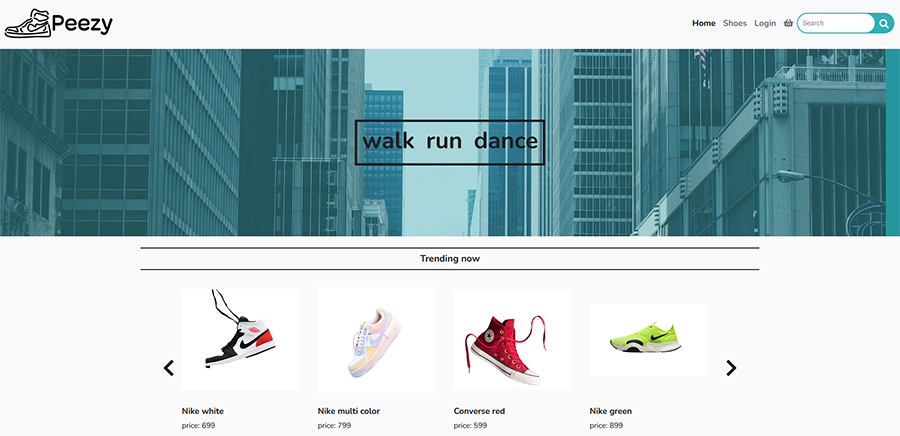 Peezy
Home Shoes Login Search
walk run dance
Trending now
Nike white Nike multi color Converse red Nike green
price: 699 price: 799 price: 599 price: 899